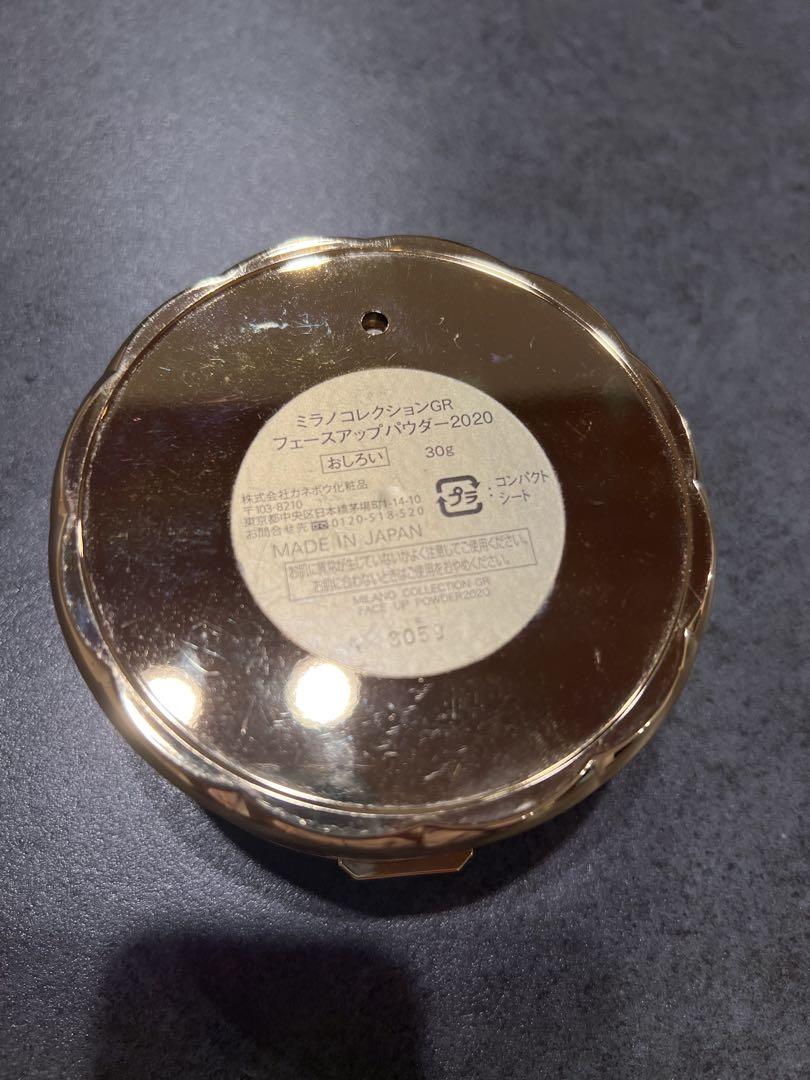 ミラノコレクションGR
フェースアップパウダー2020
おしろい 30g
株式会社カネボウ化粧品
〒103-8210
東京都中央区日本橋茅場町1-14-10
お問合せ先 0120-518-520
プラ : コンパクト
シート
MADE IN JAPAN
お肌に異常が生じていないかよく注意してご使用ください。
お肌に合わないときはご使用をおやめください。
MILANO COLLECTION GR
FACE UP POWDER2020